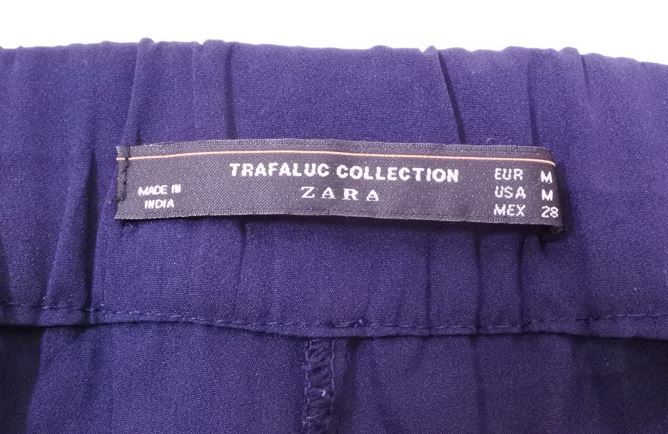 TRAFALUC COLLECTION
ZARA
MADE IN
INDIA
EUR M
USA M
MEX 28